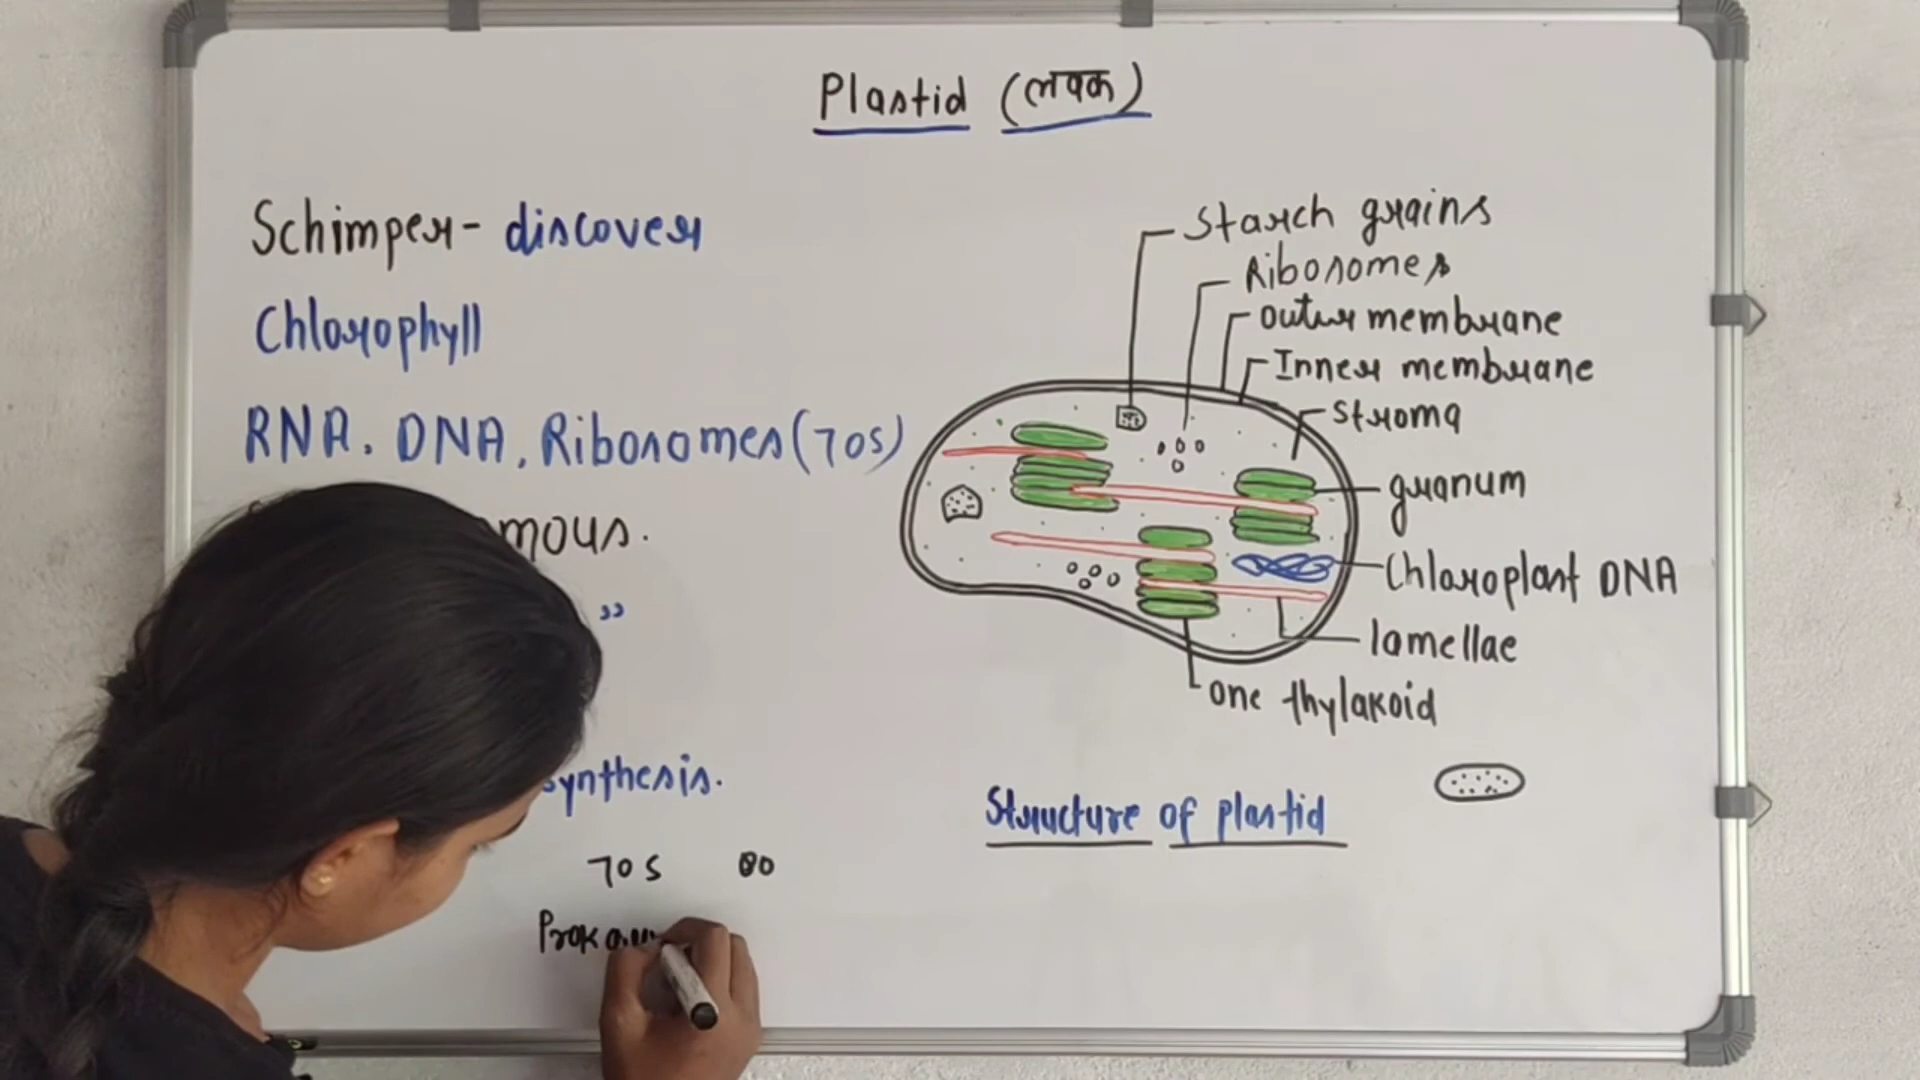 Plastid (लवक)
Schimper- discover
Chlorophyll
RNA, DNA, Ribosomes (70s)
mous.
"
synthesis.
70 S 80
Starch grains
Ribosomes
outer membrane
Inner membrane
Stroma
granum
Chloroplast DNA
lamellae
one thylakoid
Structure of plastid